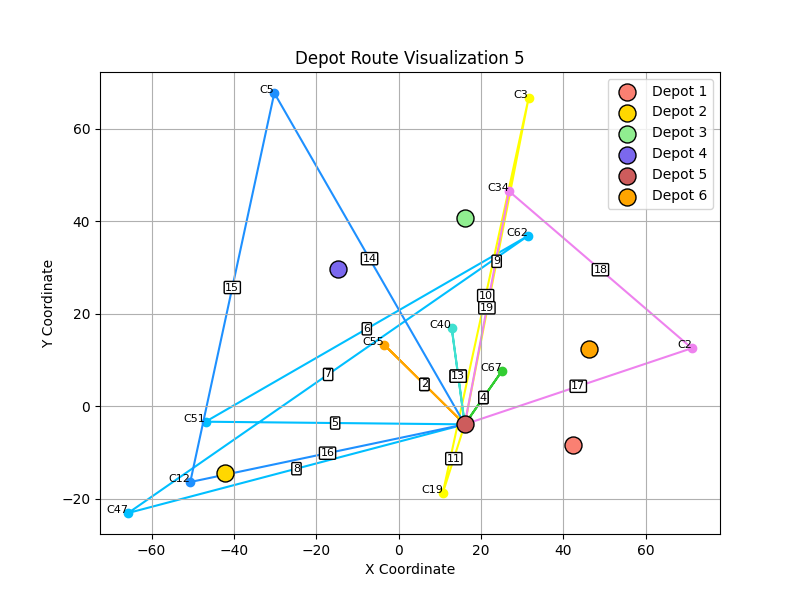 Depot Route Visualization 5
Depot 1
Depot 2
Depot 3
Depot 4
Depot 5
Depot 6
Y Coordinate
60
40
20
0
−20
C5
C3
C34
C62
14
9
18
15
10
19
6
C40
C55
C2
C67
7
13
2
17
4
C51
5
11
16
8
C12
C19
C47
−60
−40
−20
0
20
40
60
X Coordinate